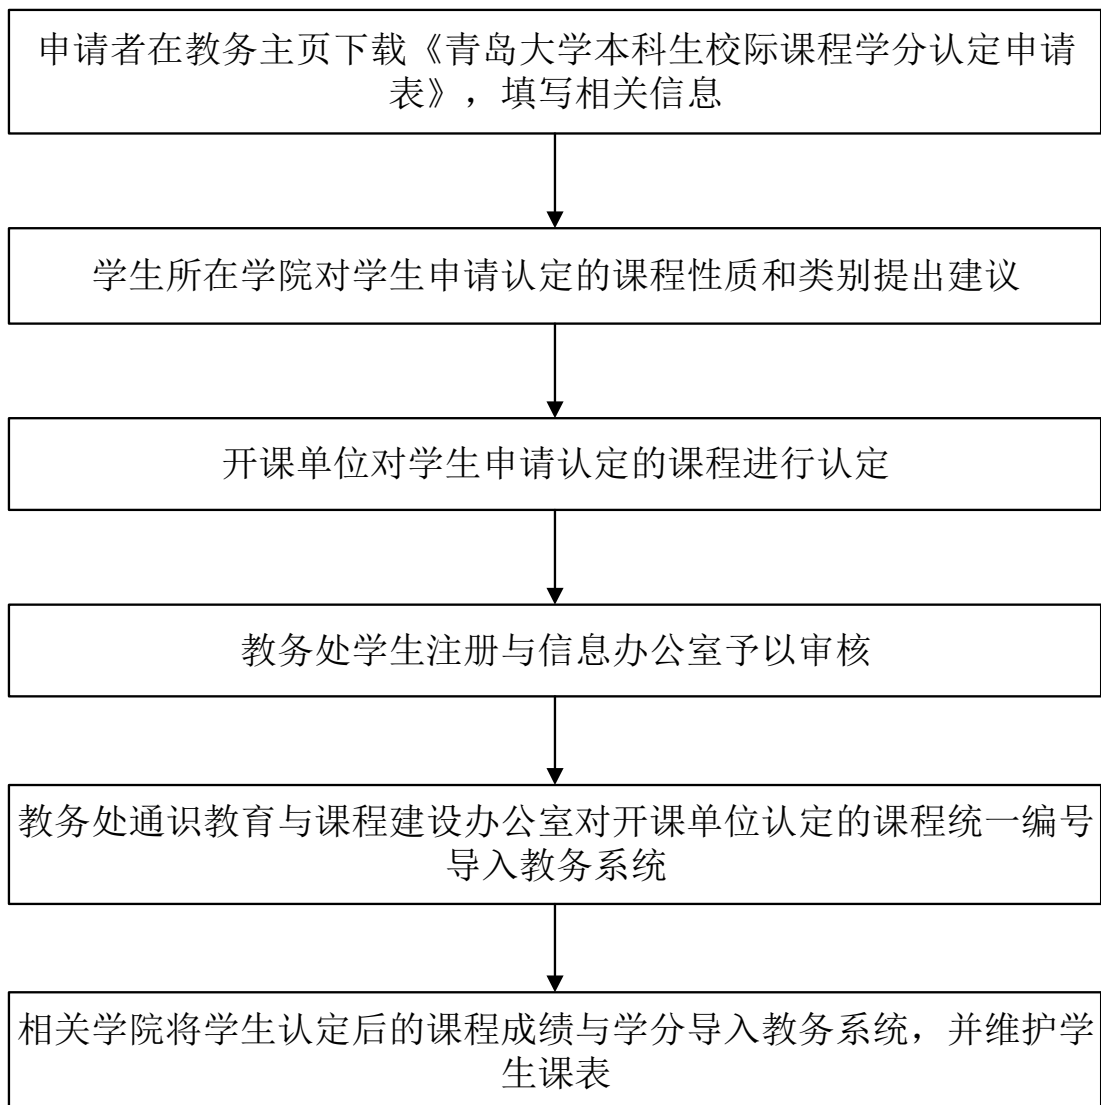 申请者在教务主页下载《青岛大学本科生校际课程学分认定申请
表》，填写相关信息
学生所在学院对学生申请认定的课程性质和类别提出建议
开课单位对学生申请认定的课程进行认定
教务处学生注册与信息办公室予以审核
教务处通识教育与课程建设办公室对开课单位认定的课程统一编号
导入教务系统
相关学院将学生认定后的课程成绩与学分导入教务系统，并维护学
生课表